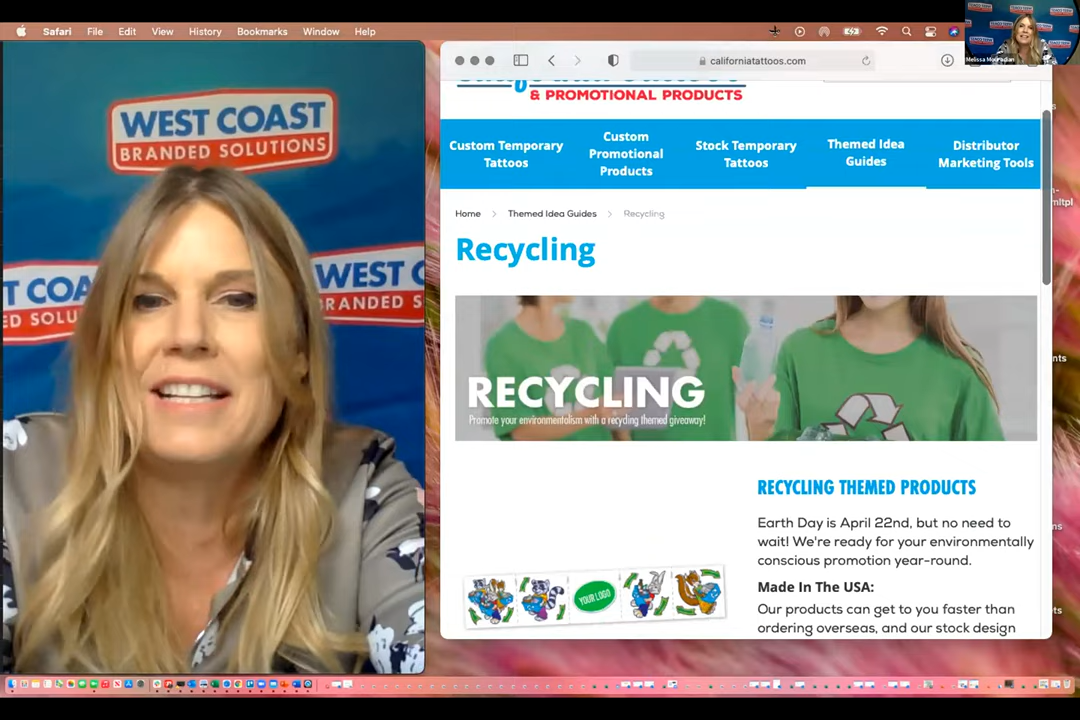 Safari File Edit View History Bookmarks Window Help
Melissa
WEST COAST
BRANDED SOLUTIONS
WEST
BRANDED S
T COA
ED SOLU
californiatattoos.com
& PROMOTIONAL PRODUCTS
Custom Temporary
Tattoos
Custom
Promotional
Products
Stock Temporary
Tattoos
Themed Idea
Guides
Distributor
Marketing Tools
Home > Themed Idea Guides > Recycling
Recycling
RECYCLING
Promote your environmentalism with a recycling themed giveaway!
RECYCLING THEMED PRODUCTS
Earth Day is April 22nd, but no need to
wait! We're ready for your environmentally
conscious promotion year-round.
Made In The USA:
Our products can get to you faster than
ordering overseas, and our stock design
YOUR LOGO